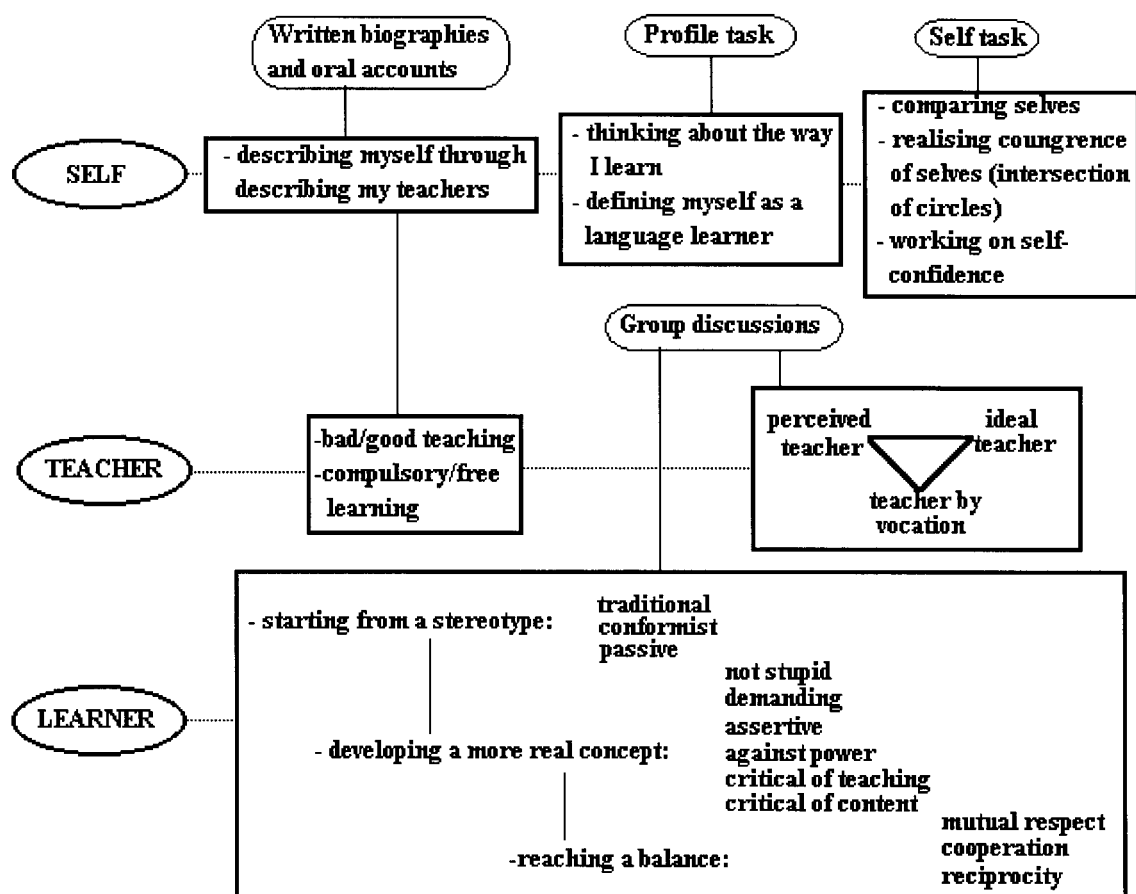 Written biographies
and oral accounts
Profile task
Self task
SELF
- describing myself through
describing my teachers
- thinking about the way
I learn
- defining myself as a
language learner
- comparing selves
- realising coungrence
of selves (intersection
of circles)
- working on self-
confidence
Group discussions
TEACHER
-bad/good teaching
-compulsory/free
learning
perceived
teacher
ideal
teacher
teacher by
vocation
LEARNER
- starting from a stereotype:
traditional
conformist
passive
- developing a more real concept:
not stupid
demanding
assertive
against power
critical of teaching
critical of content
-reaching a balance:
mutual respect
cooperation
reciprocity